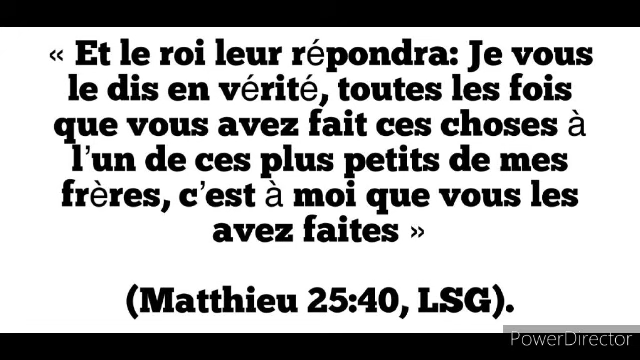 « Et le roi leur répondra: Je vous
le dis en vérité, toutes les fois
que vous avez fait ces choses à
l’un de ces plus petits de mes
frères, c’est à moi que vous les
avez faites »
(Matthieu 25:40, LSG).
PowerDirector